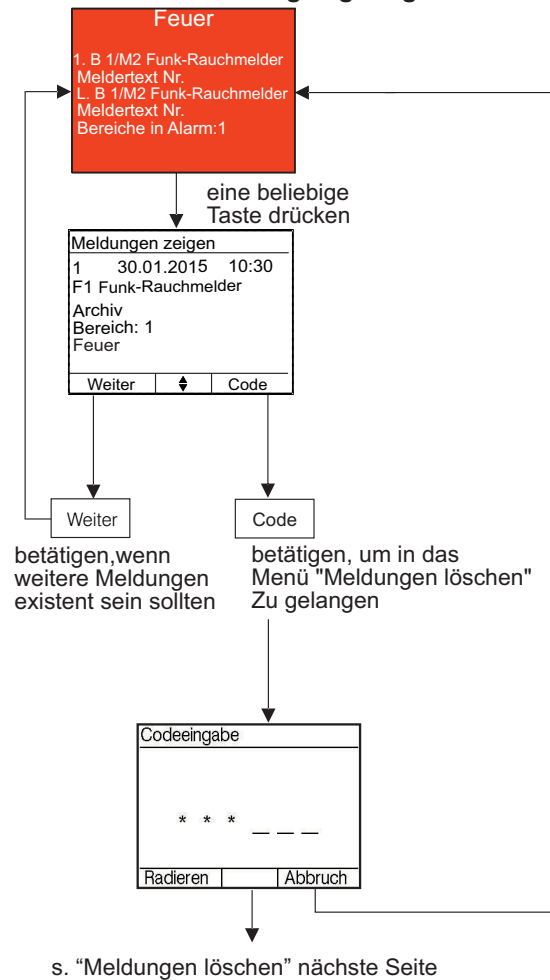 Feuer
1. B 1/M2 Funk-Rauchmelder
Meldertext Nr.
L. B 1/M2 Funk-Rauchmelder
Meldertext Nr.
Bereiche in Alarm:1
eine beliebige
Taste drücken
Meldungen zeigen
1 30.01.2015 10:30
F1 Funk-Rauchmelder
Archiv
Bereich: 1
Feuer
Weiter Code
Weiter
Code
betätigen,wenn
weitere Meldungen
existent sein sollten
betätigen, um in das
Menü "Meldungen löschen"
Zu gelangen
Codeeingabe
* * * _ _ _
Radieren Abbruch
s. “Meldungen löschen” nächste Seite